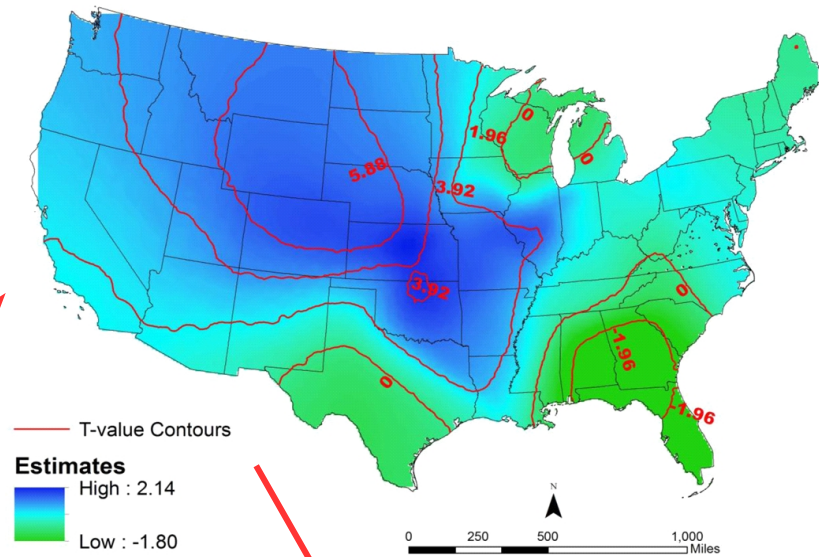 0
1.96
0
5.88
3.92
3.92
0
0
-1.96
-1.96
T-value Contours
Estimates
High : 2.14
Low : -1.80
N
0 250 500 1,000
Miles